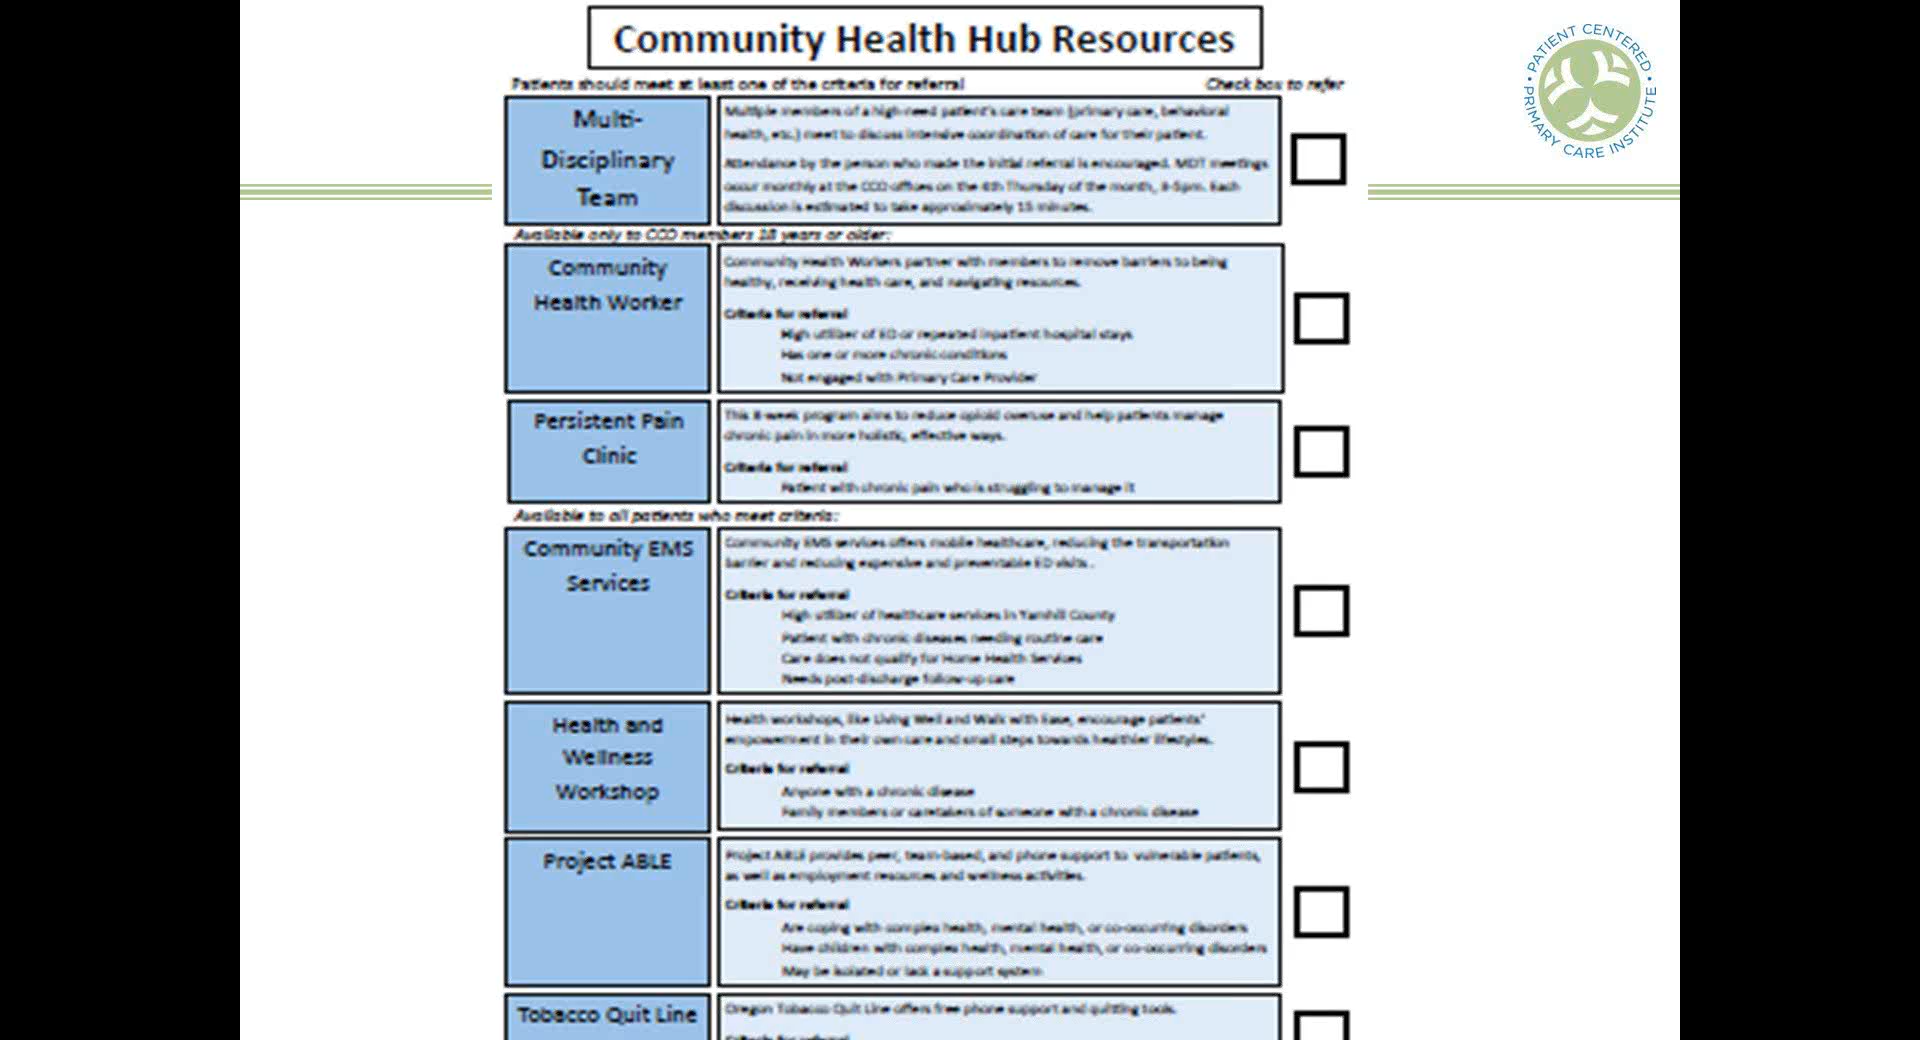 Community Health Hub Resources
PATIENT CENTERED
PRIMARY CARE INSTITUTE
Patients should meet at least one of the criteria for referral
Check box to refer
Multi-
Disciplinary
Team
Multiple members of a high-need patient's care team (primary care, behavioral
health, etc.) meet to discuss intensive coordination of care for their patient.
Attendance by the person who made the initial referral is encouraged. MDT meetings
occur monthly at the CCO offices on the 4th Thursday of the month, 3-5pm. Each
discussion is estimated to take approximately 15 minutes.
Available only to CCO members 18 years or older:
Community
Health Worker
Community Health Workers partner with members to remove barriers to being
healthy, receiving health care, and navigating resources.
Criteria for referral
High utilizer of ED or repeated inpatient hospital stays
Has one or more chronic conditions
Not engaged with Primary Care Provider
Persistent Pain
Clinic
This 8-week program aims to reduce opioid overuse and help patients manage
chronic pain in more holistic, effective ways.
Criteria for referral
Patient with chronic pain who is struggling to manage it
Available to all patients who meet criteria:
Community EMS
Services
Community EMS services offers mobile healthcare, reducing the transportation
barrier and reducing expensive and preventable ED visits .
Criteria for referral
High utilizer of healthcare services in Yamhill County
Patient with chronic diseases needing routine care
Care does not qualify for Home Health Services
Needs post-discharge follow-up care
Health and
Wellness
Workshop
Health workshops, like Living Well and Walk with Ease, encourage patients'
empowerment in their own care and small steps towards healthier lifestyles.
Criteria for referral
Anyone with a chronic disease
Family members or caretakers of someone with a chronic disease
Project ABLE
Project ABLE provides peer, team-based, and phone support to vulnerable patients,
as well as employment resources and wellness activities.
Criteria for referral
Are coping with complex health, mental health, or co-occurring disorders
Have children with complex health, mental health, or co-occurring disorders
May be isolated or lack a support system
Tobacco Quit Line
Oregon Tobacco Quit Line offers free phone support and quitting tools.
Criteria for referral